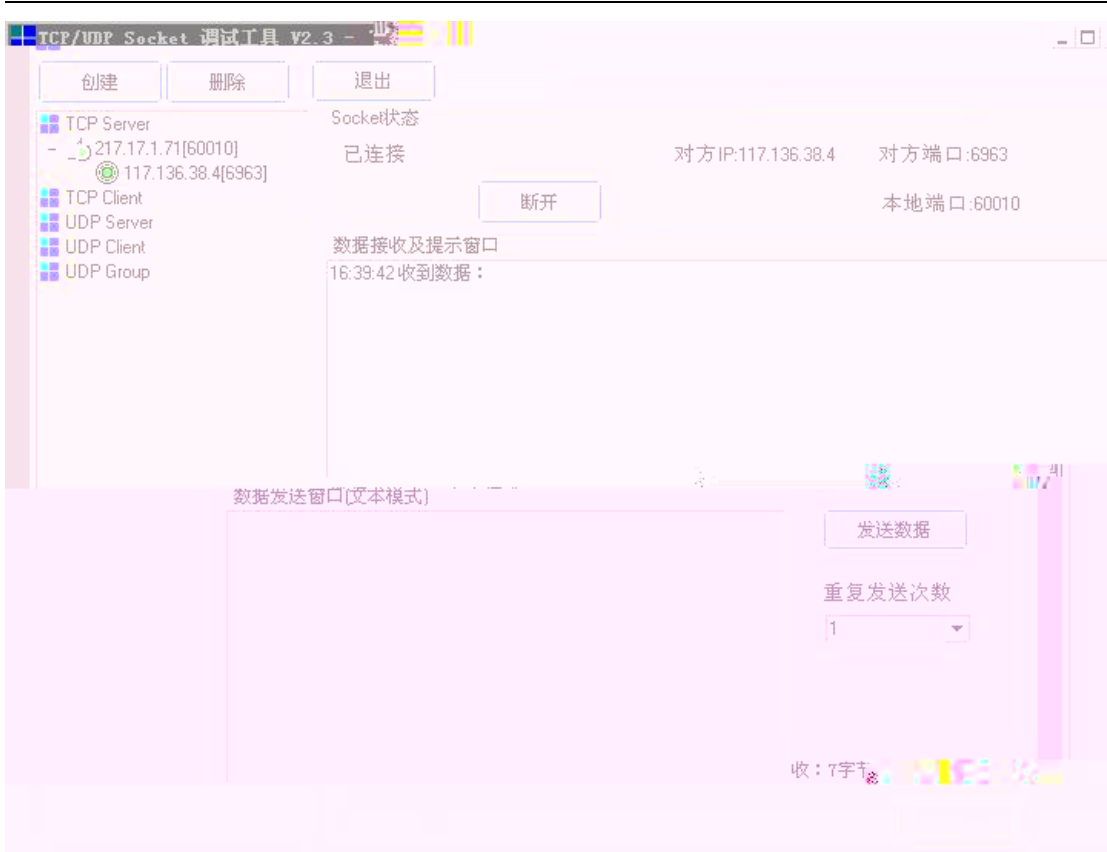 TCP/UDP Socket 调试工具 V2.3 -
创建 删除 退出
TCP Server
217.17.1.71[60010]
117.136.38.4[6963]
TCP Client
UDP Server
UDP Client
UDP Group
Socket状态
已连接 对方IP:117.136.38.4 对方端口:6963
断开 本地端口:60010
数据接收及提示窗口
16:39:42 收到数据：
数据发送窗口(文本模式)
发送数据
重复发送次数
1
收：7字节